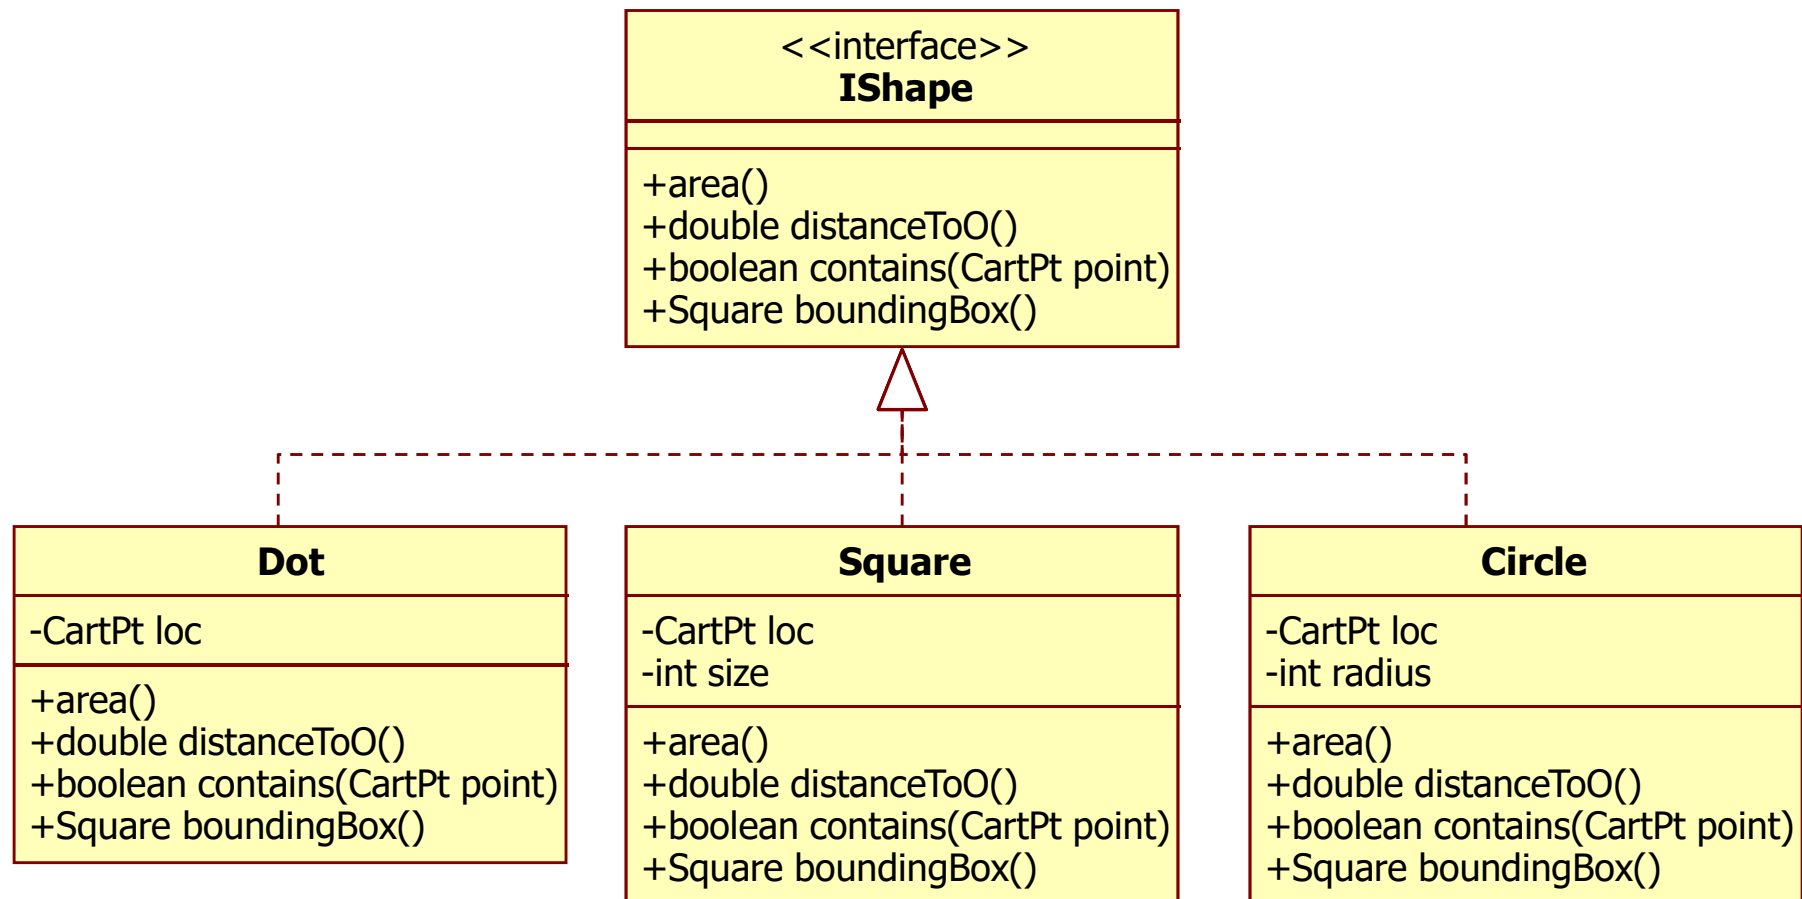 <<interface>>
IShape
+area()
+double distanceToO()
+boolean contains(CartPt point)
+Square boundingBox()
Dot
-CartPt loc
+area()
+double distanceToO()
+boolean contains(CartPt point)
+Square boundingBox()
Square
-CartPt loc
-int size
+area()
+double distanceToO()
+boolean contains(CartPt point)
+Square boundingBox()
Circle
-CartPt loc
-int radius
+area()
+double distanceToO()
+boolean contains(CartPt point)
+Square boundingBox()